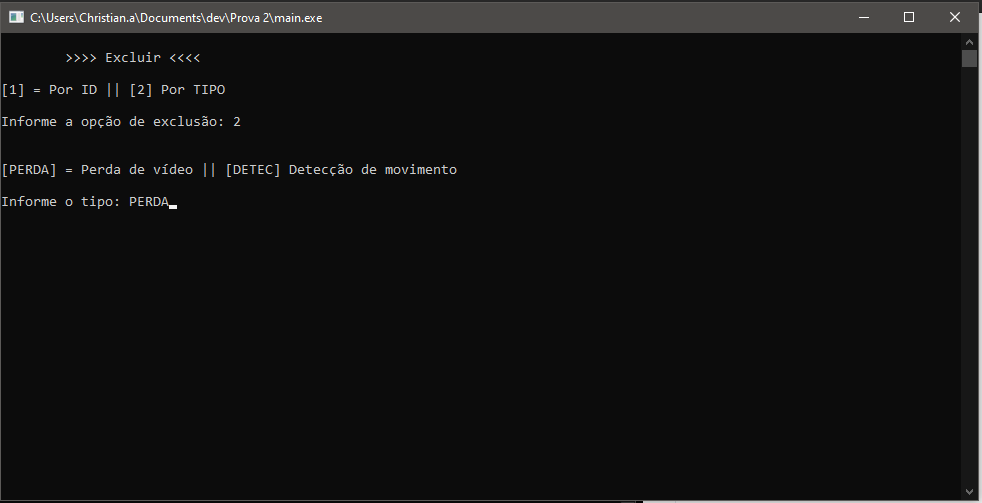 C:\Users\Christian.a\Documents\dev\Prova 2\main.exe
>>>> Excluir <<<<
[1] = Por ID || [2] Por TIPO
Informe a opção de exclusão: 2
[PERDA] = Perda de vídeo || [DETEC] Detecção de movimento
Informe o tipo: PERDA